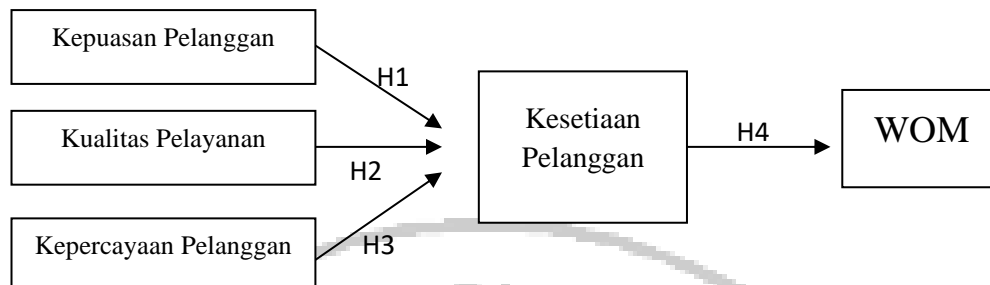 Kepuasan Pelanggan
H1
Kualitas Pelayanan
H2
Kepercayaan Pelanggan
H3
Kesetiaan
Pelanggan
H4
WOM